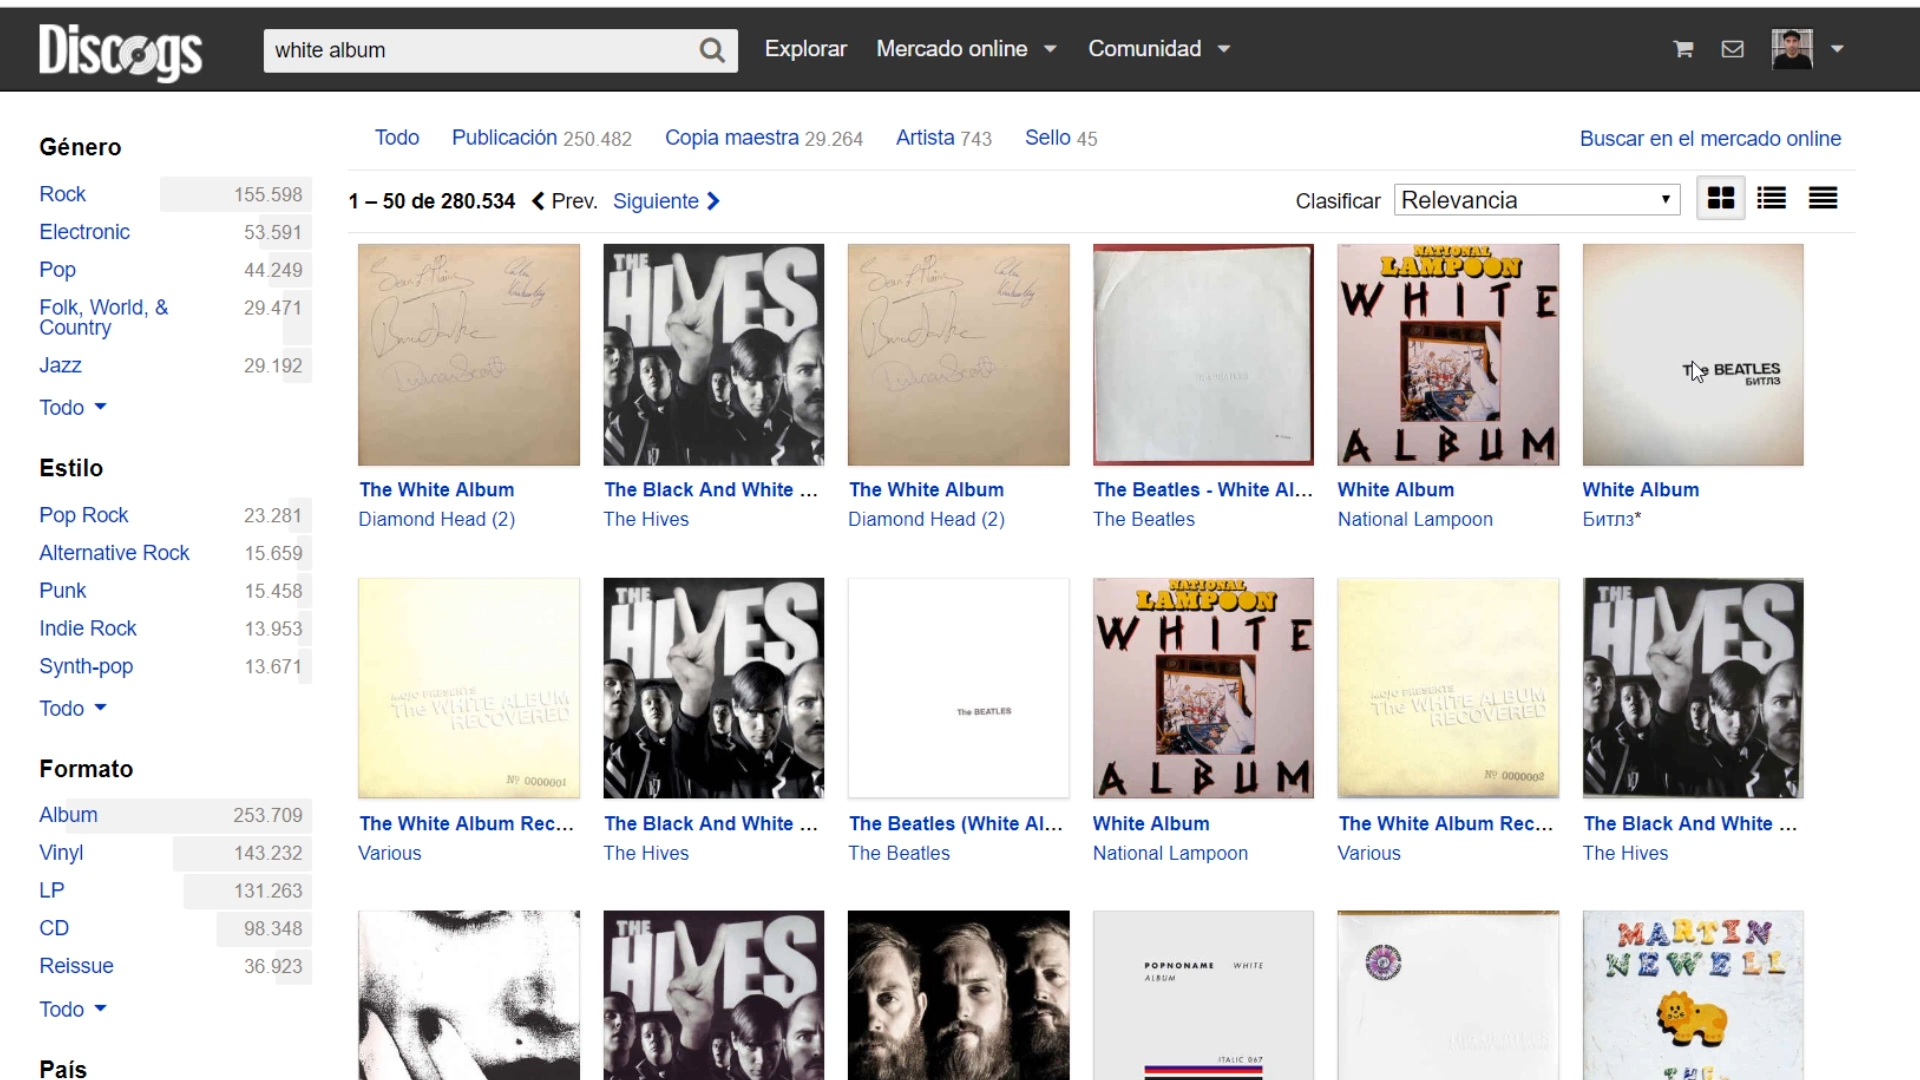 Discogs
white album
Explorar
Mercado online
Comunidad
Género
Rock 155.598
Electronic 53.591
Pop 44.249
Folk, World, & 29.471
Country
Jazz 29.192
Todo
Estilo
Pop Rock 23.281
Alternative Rock 15.659
Punk 15.458
Indie Rock 13.953
Synth-pop 13.671
Todo
Formato
Album 253.709
Vinyl 143.232
LP 131.263
CD 98.348
Reissue 36.923
Todo
País
Todo Publicación 250.482 Copia maestra 29.264 Artista 743 Sello 45
Buscar en el mercado online
1 – 50 de 280.534 Prev. Siguiente
Clasificar Relevancia
THE
HIVES
NATIONAL
LAMPOON
WHITE
ALBUM
The BEATLES
БИТЛЗ
The White Album
Diamond Head (2)
The Black And White ...
The Hives
The White Album
Diamond Head (2)
The Beatles - White Al...
The Beatles
White Album
National Lampoon
White Album
Битлз*
MOJO PRESENTS
The WHITE ALBUM
RECOVERED
Nº 0000001
THE
HIVES
The BEATLES
NATIONAL
LAMPOON
WHITE
ALBUM
MOJO PRESENTS
The WHITE ALBUM
RECOVERED
Nº 0000002
THE
HIVES
The White Album Rec...
Various
The Black And White ...
The Hives
The Beatles (White Al...
The Beatles
White Album
National Lampoon
The White Album Rec...
Various
The Black And White ...
The Hives
THE
HIVES
POPNONAME WHITE
ALBUM
ITALIC 067
MARTIN
NEWELL